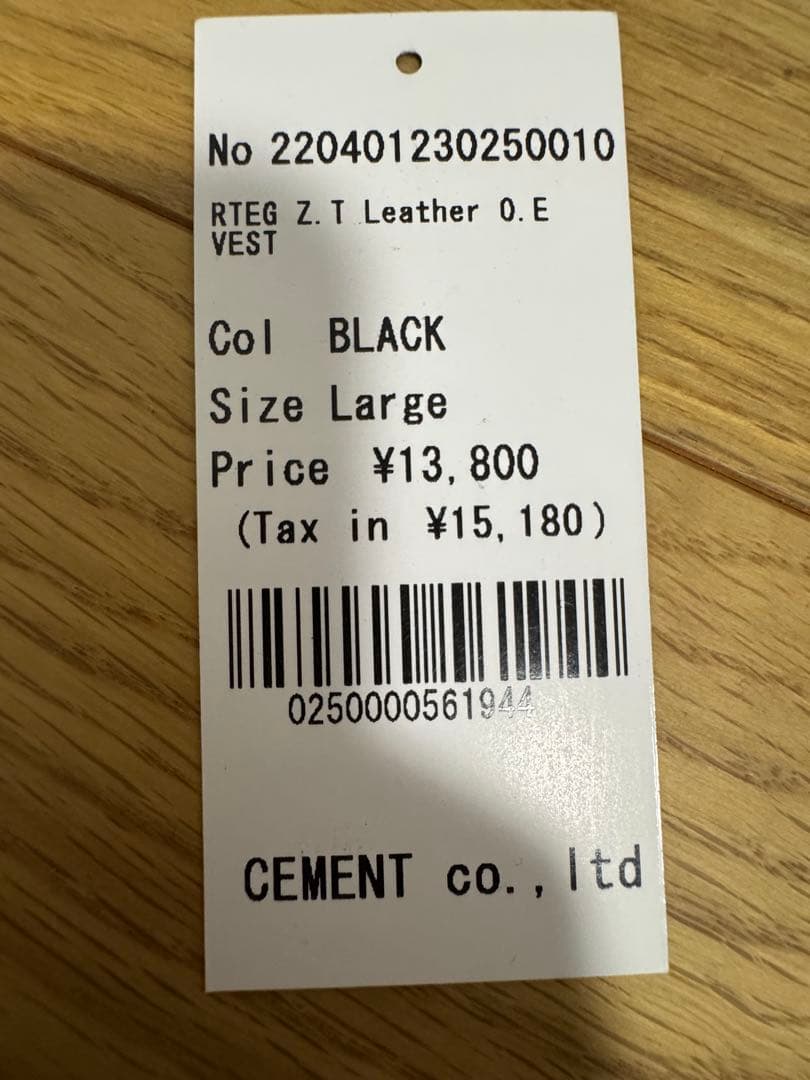 No 220401230250010
RTEG Z.T Leather O.E
VEST
Col BLACK
Size Large
Price ¥13,800
(Tax in ¥15,180)
0250000561944
CEMENT co.,ltd